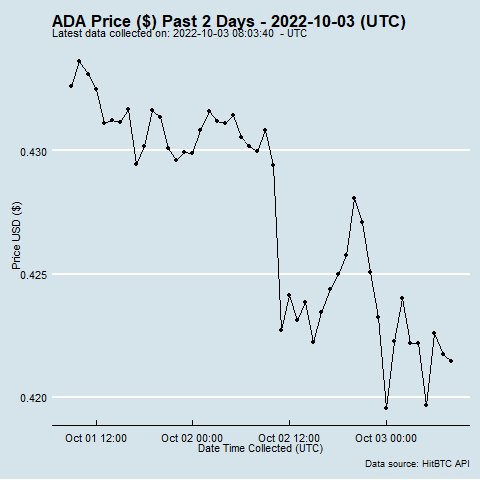 ADA Price ($) Past 2 Days - 2022-10-03 (UTC)
Latest data collected on: 2022-10-03 08:03:40  - UTC
0.430
0.425
0.420
Price USD ($)
Oct 01 12:00 Oct 02 00:00 Oct 02 12:00 Oct 03 00:00
Date Time Collected (UTC)
Data source: HitBTC API